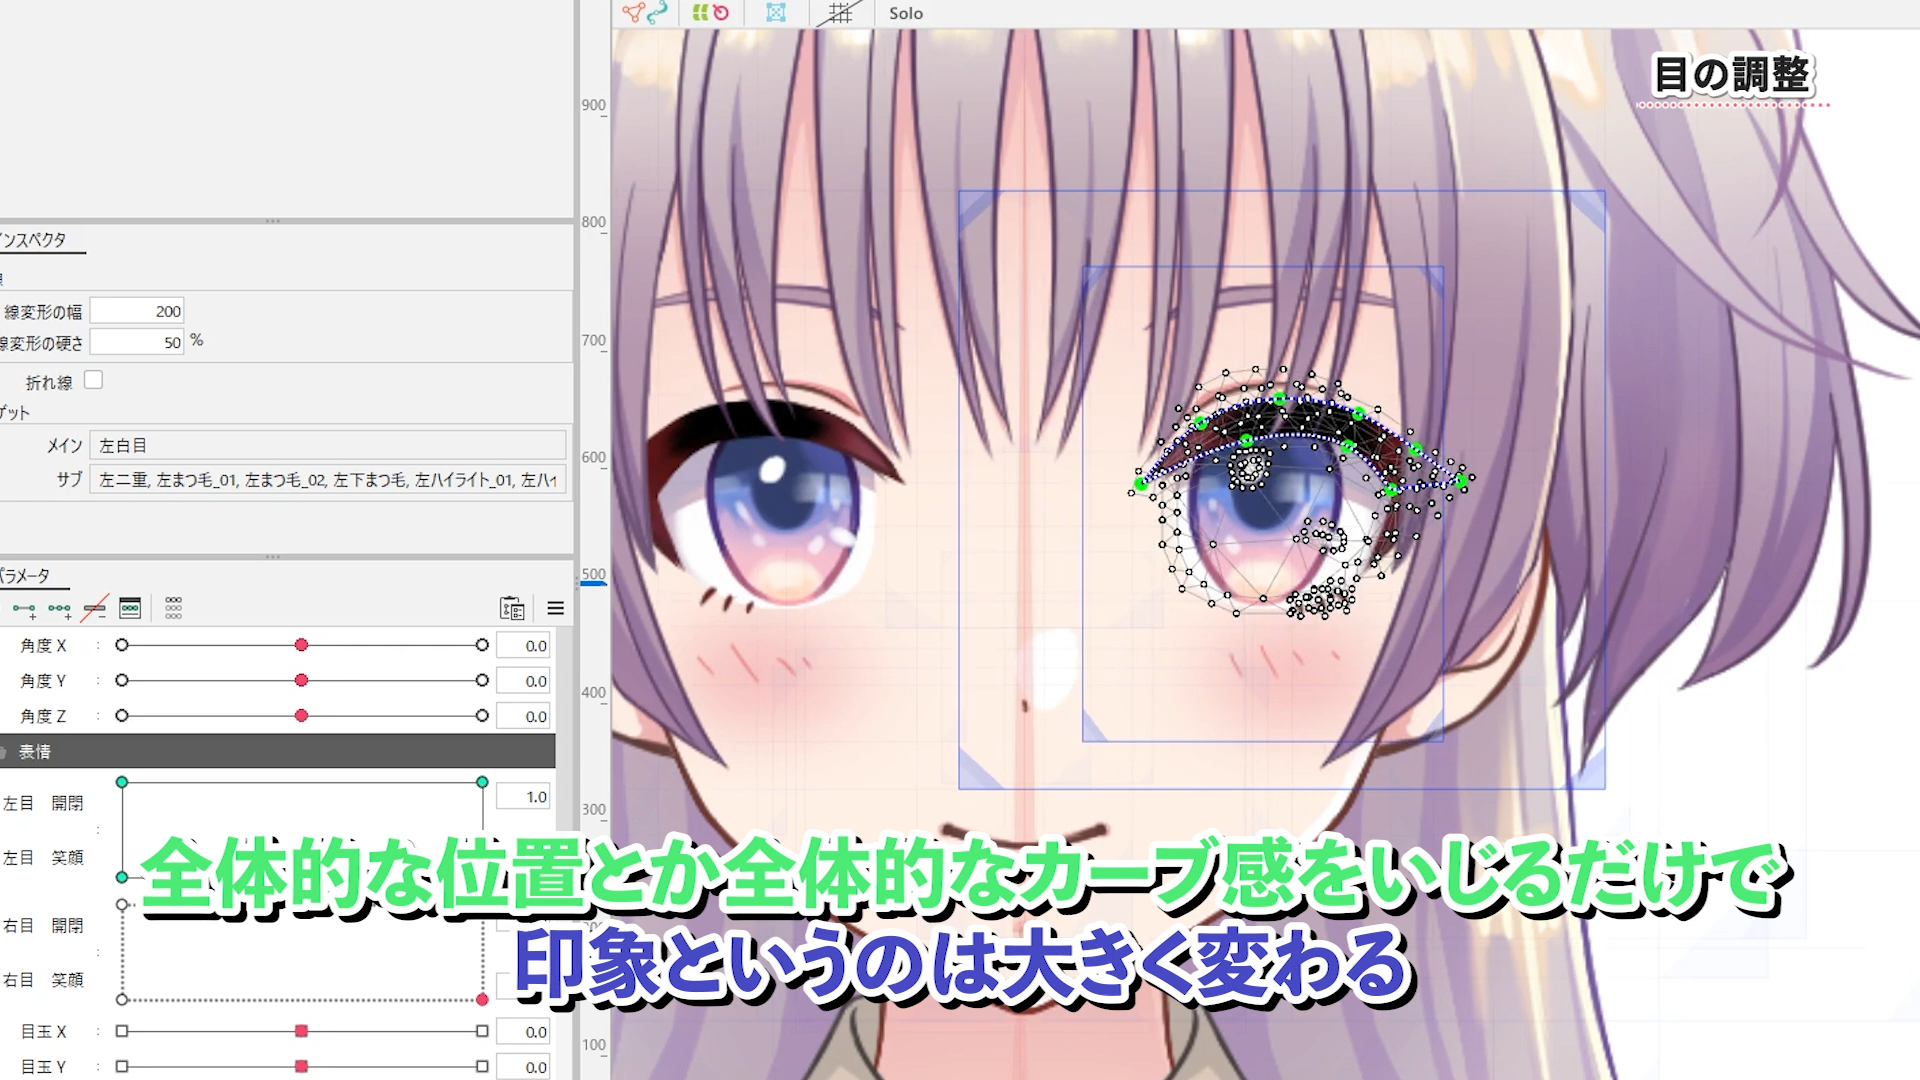 Solo
目の調整
900
800
700
600
500
400
300
100
インスペクタ
線変形の幅 200
線変形の硬さ 50 %
折れ線
メイン 左白目
サブ 左二重, 左まつ毛_01, 左まつ毛_02, 左下まつ毛, 左ハイライト_01, 左ハイ
パラメータ
角度 X : 0.0
角度 Y : 0.0
角度 Z : 0.0
表情
左目 開閉 1.0
左目 笑顔
右目 開閉
右目 笑顔
目玉 X : 0.0
目玉 Y : 0.0
全体的な位置とか全体的なカーブ感をいじるだけで
印象というのは大きく変わる